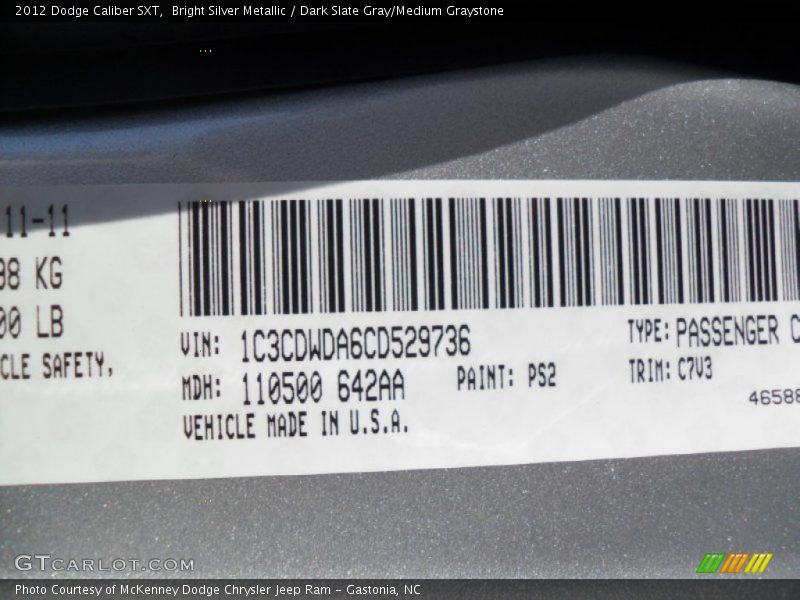 2012 Dodge Caliber SXT,  Bright Silver Metallic / Dark Slate Gray/Medium Graystone
11-11
KG
00 LB
CLE SAFETY,
VIN: 1C3CDWDA6CD529736
TYPE: PASSENGER C
MDH: 110500 642AA
PAINT: PS2
TRIM: C7V3
VEHICLE MADE IN U.S.A.
46588
GTCARLOT.COM
Photo Courtesy of McKenney Dodge Chrysler Jeep Ram - Gastonia, NC